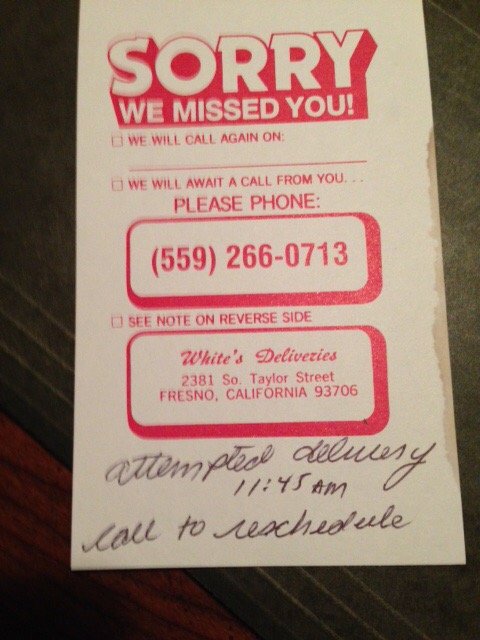 SORRY
WE MISSED YOU!
☐ WE WILL CALL AGAIN ON:
☐ WE WILL AWAIT A CALL FROM YOU...
PLEASE PHONE:
(559) 266-0713
☐ SEE NOTE ON REVERSE SIDE
White's Deliveries
2381 So. Taylor Street
FRESNO, CALIFORNIA 93706
attempted delivery
11:45 AM
call to reschedule